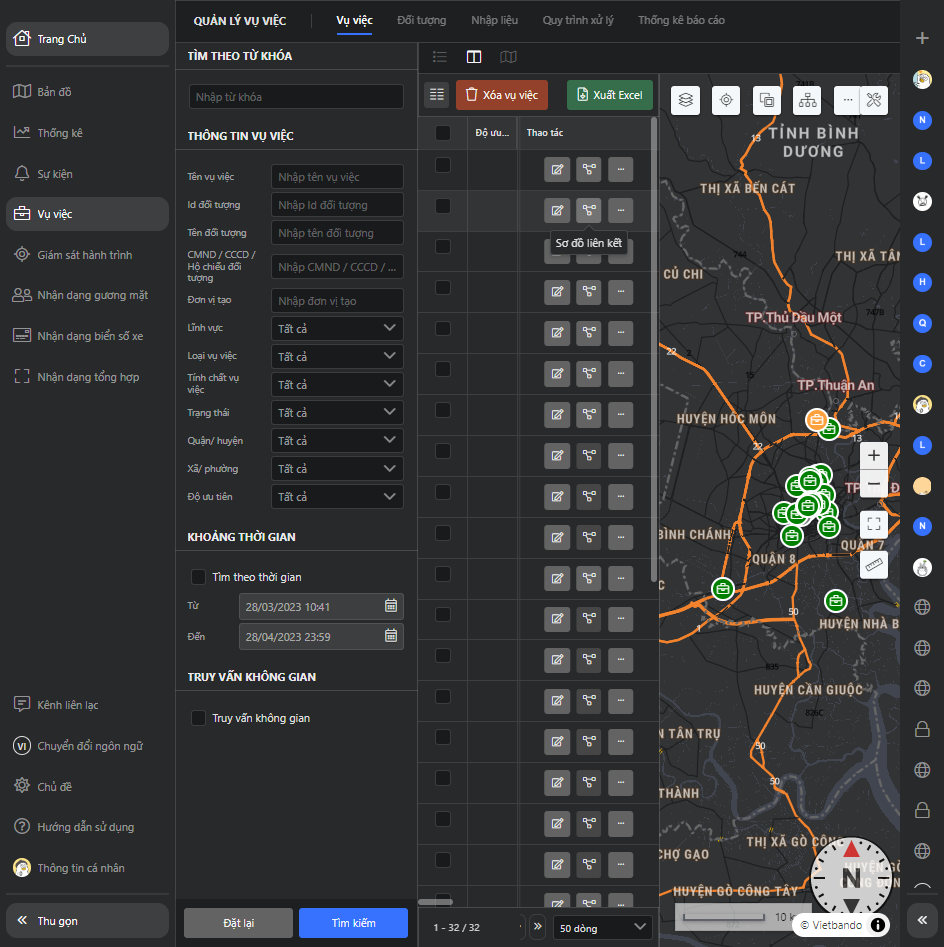 Trang Chủ
Bản đồ
Thống kê
Sự kiện
Vụ việc
Giám sát hành trình
Nhận dạng gương mặt
Nhận dạng biển số xe
Nhận dạng tổng hợp
Kênh liên lạc
VI Chuyển đổi ngôn ngữ
Chủ đề
Hướng dẫn sử dụng
Thông tin cá nhân
Thu gọn
QUẢN LÝ VỤ VIỆC
Vụ việc
Đối tượng
Nhập liệu
Quy trình xử lý
Thống kê báo cáo
TÌM THEO TỪ KHÓA
Nhập từ khóa
THÔNG TIN VỤ VIỆC
Tên vụ việc
Nhập tên vụ việc
Id đối tượng
Nhập Id đối tượng
Tên đối tượng
Nhập tên đối tượng
CMND / CCCD /
Hộ chiếu đối
tượng
Nhập CMND / CCCD / ...
Đơn vị tạo
Nhập đơn vị tạo
Lĩnh vực
Tất cả
Loại vụ việc
Tất cả
Tính chất vụ
việc
Tất cả
Trạng thái
Tất cả
Quận/ huyện
Tất cả
Xã/ phường
Tất cả
Độ ưu tiên
Tất cả
KHOẢNG THỜI GIAN
Tìm theo thời gian
Từ
28/03/2023 10:41
Đến
28/04/2023 23:59
TRUY VẤN KHÔNG GIAN
Truy vấn không gian
Đặt lại
Tìm kiếm
Xóa vụ việc
Xuất Excel
Độ ưu...
Thao tác
Sơ đồ liên kết
1 - 32 / 32
50 dòng
13
TỈNH BÌNH
DƯƠNG
THỊ XÃ BẾN CÁT
744
THỊ XÃ TÂN
CỦ CHI
747B
TP.Thủ Dầu Một
22
2
15
TP.Thuận An
HUYỆN HÓC MÔN
22
13
BÌNH CHÁNH
QUẬN 7
QUẬN 8
50
1
HUYỆN NHÀ B
835
HUYỆN CẦN GIUỘC
826C
N TÂN TRỤ
50
50
THÀNH
THỊ XÃ GÒ CÔNG
CHỢ GẠO
HUYỆN GÒ CÔNG TÂY
N
10 k
© Vietbando
N
L
L
H
Q
C
L
N